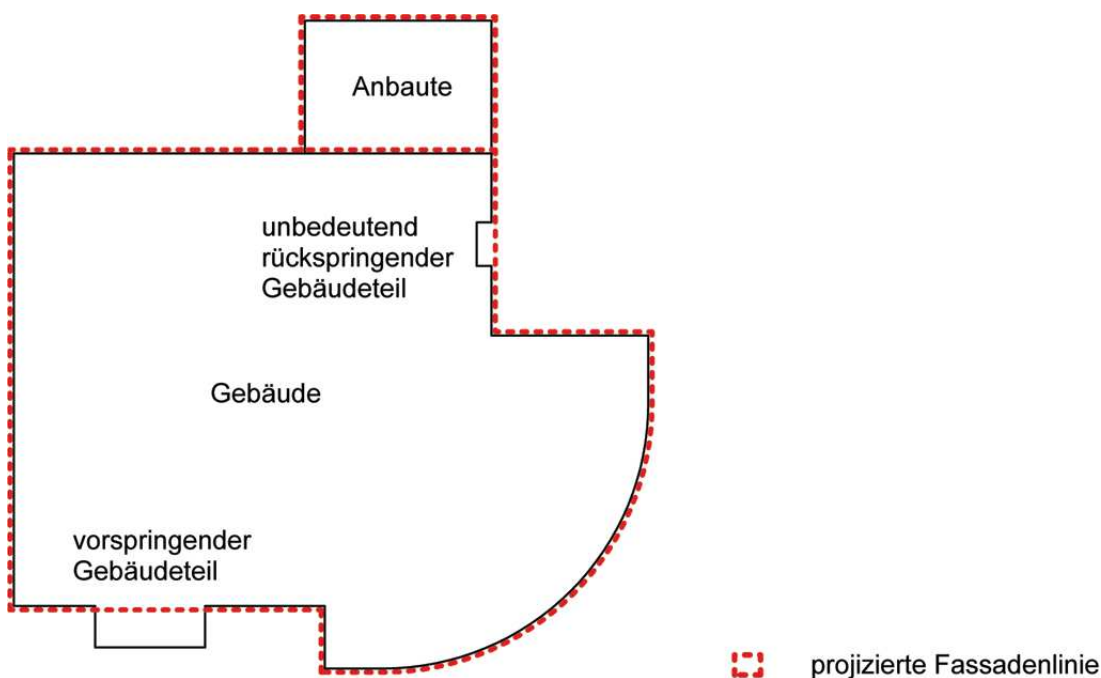 Anbaute
unbedeutend
rückspringender
Gebäudeteil
Gebäude
vorspringender
Gebäudeteil
projizierte Fassadenlinie